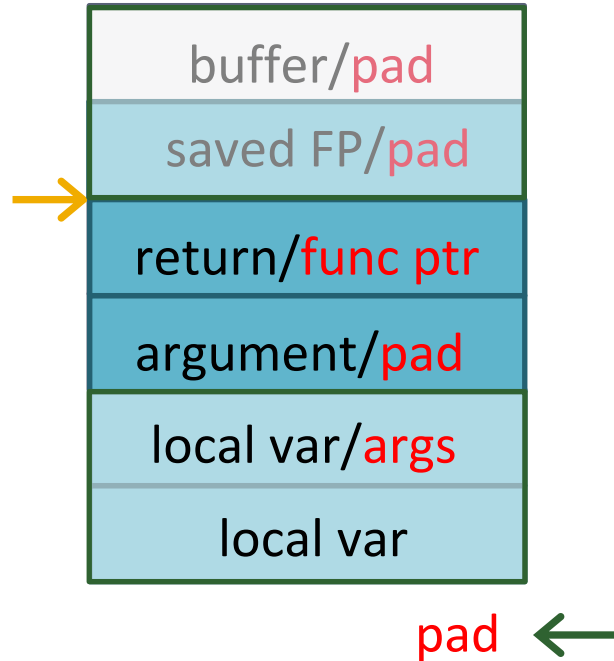 buffer/pad
saved FP/pad
return/func ptr
argument/pad
local var/args
local var
pad